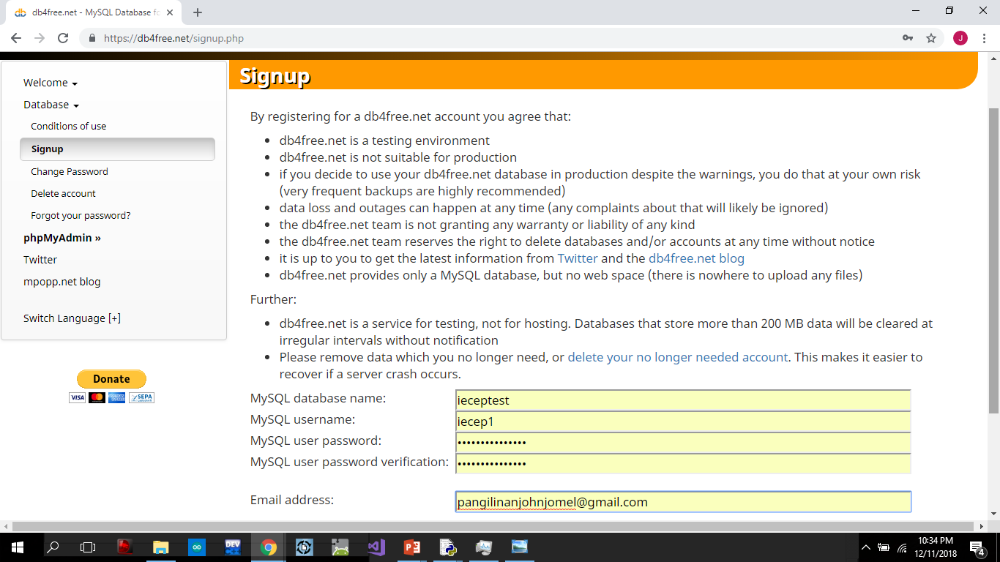 db4free.net - MySQL Database fo
https://db4free.net/signup.php
J
Welcome
Database
Conditions of use
Signup
Change Password
Delete account
Forgot your password?
phpMyAdmin »
Twitter
mpopp.net blog
Switch Language [+]
Donate
VISA
SEPA
Signup
By registering for a db4free.net account you agree that:
• db4free.net is a testing environment
• db4free.net is not suitable for production
• if you decide to use your db4free.net database in production despite the warnings, you do that at your own risk
(very frequent backups are highly recommended)
• data loss and outages can happen at any time (any complaints about that will likely be ignored)
• the db4free.net team is not granting any warranty or liability of any kind
• the db4free.net team reserves the right to delete databases and/or accounts at any time without notice
• it is up to you to get the latest information from Twitter and the db4free.net blog
• db4free.net provides only a MySQL database, but no web space (there is nowhere to upload any files)
Further:
• db4free.net is a service for testing, not for hosting. Databases that store more than 200 MB data will be cleared at
irregular intervals without notification
• Please remove data which you no longer need, or delete your no longer needed account. This makes it easier to
recover if a server crash occurs.
MySQL database name: ieceptest
MySQL username: iecep1
MySQL user password: •••••••••••••••
MySQL user password verification: •••••••••••••••
Email address: pangilinanjohnjomel@gmail.com
DEV
10:34 PM
12/11/2018
4